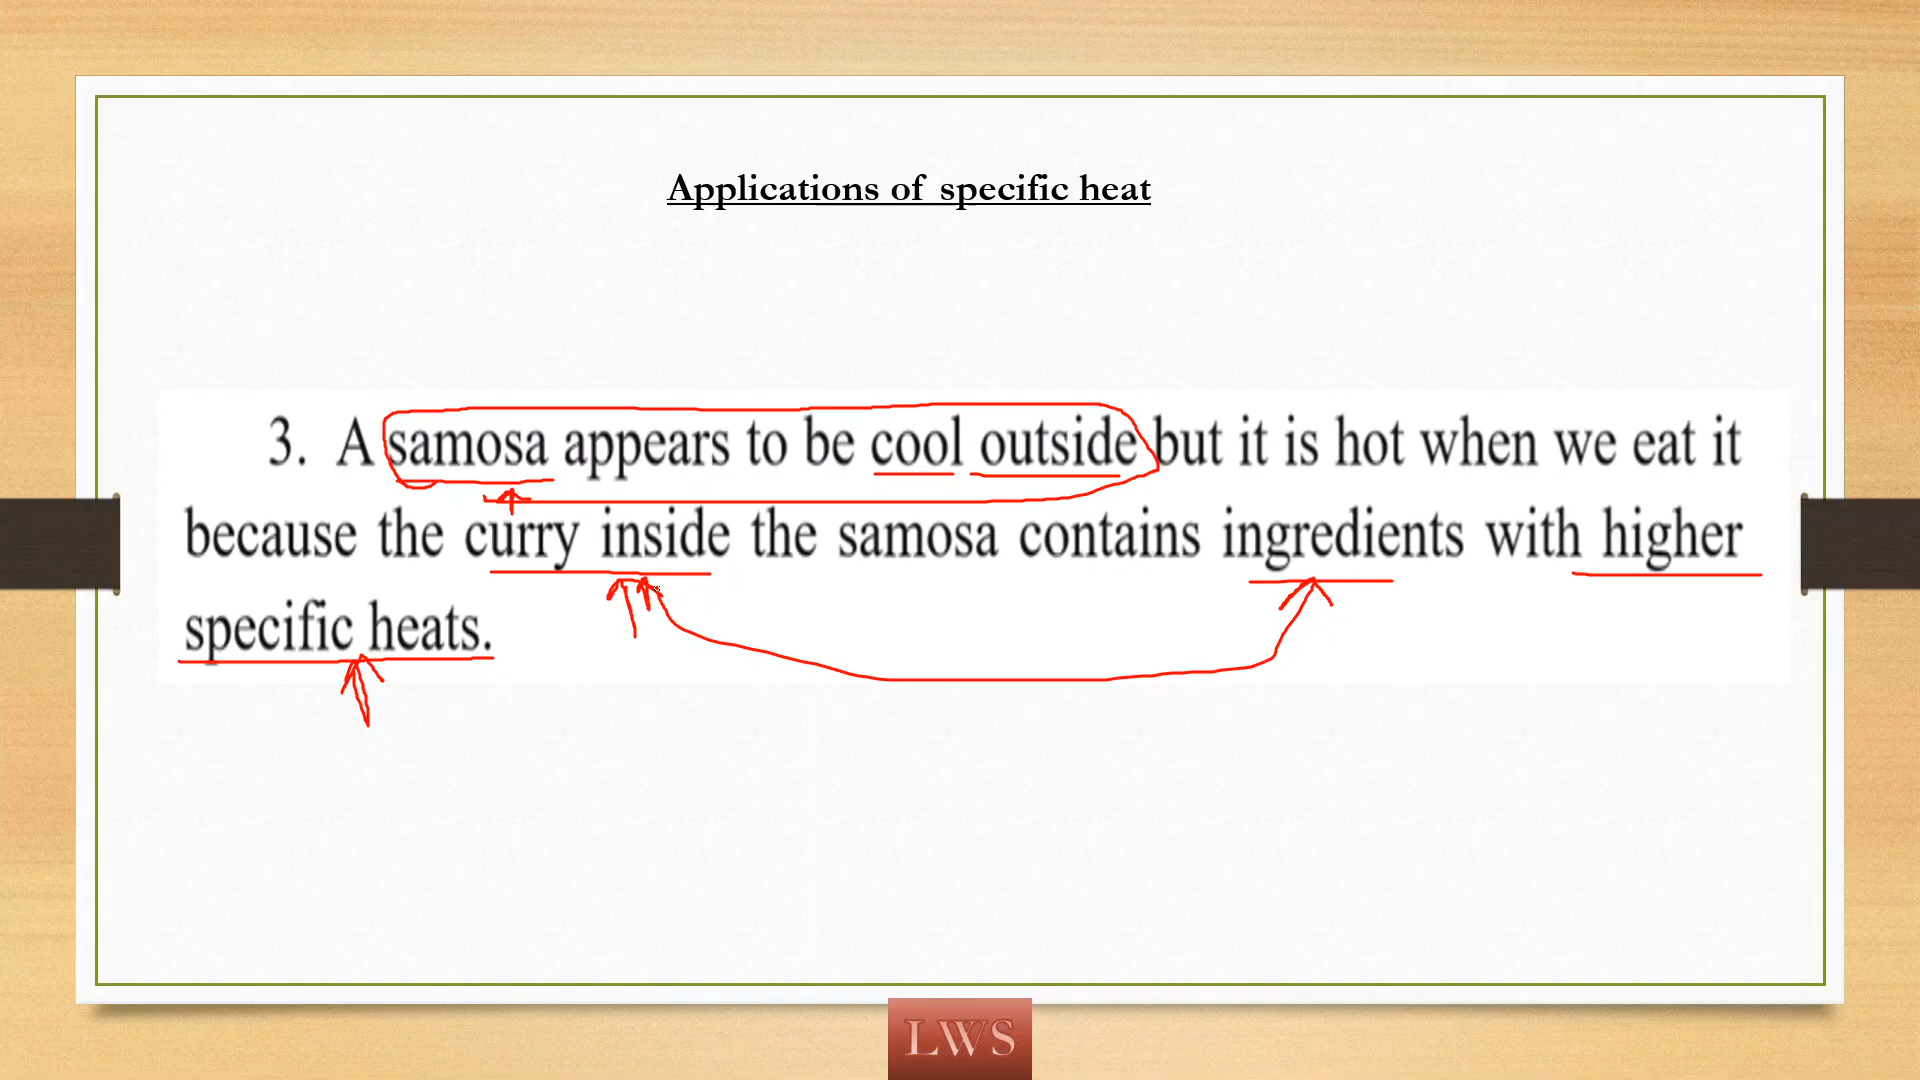 Applications of specific heat
3. A samosa appears to be cool outside but it is hot when we eat it
because the curry inside the samosa contains ingredients with higher
specific heats.
LWS